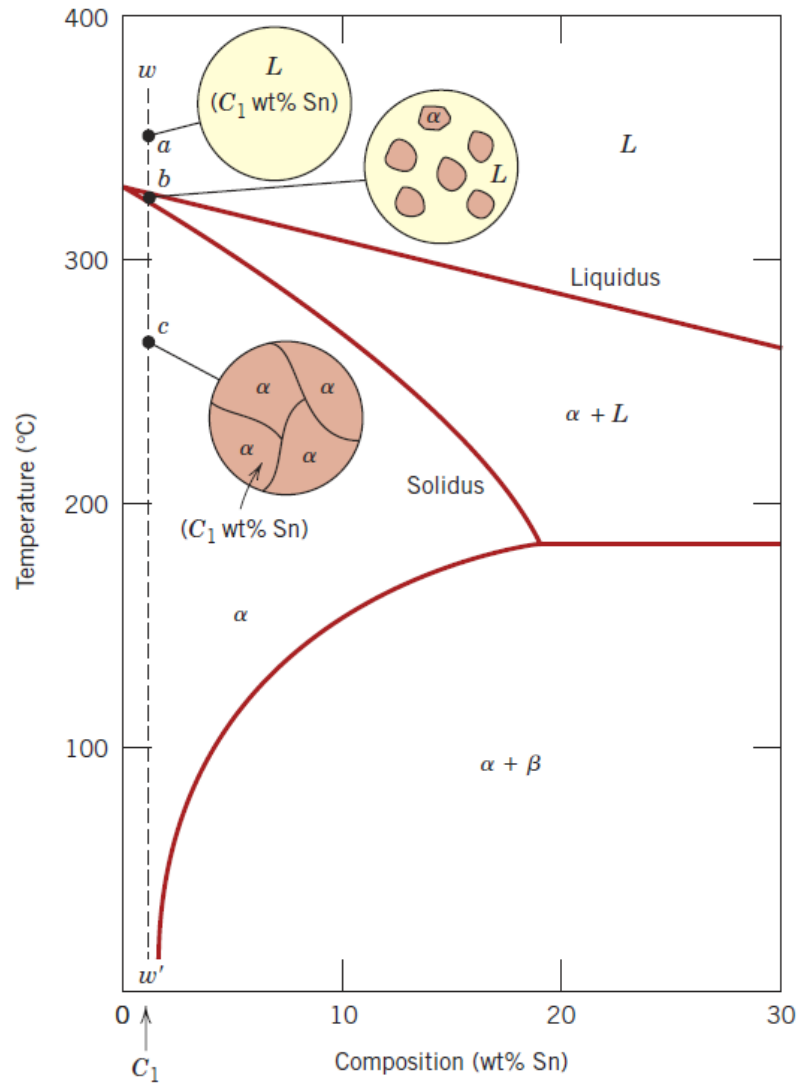 400
w
L
(C₁ wt% Sn)
a
α
L
L
b
300
Liquidus
c
α
α
α + L
α
α
Solidus
200
(C₁ wt% Sn)
Temperature (°C)
α
100
α + β
w′
0
10
20
30
C₁
Composition (wt% Sn)